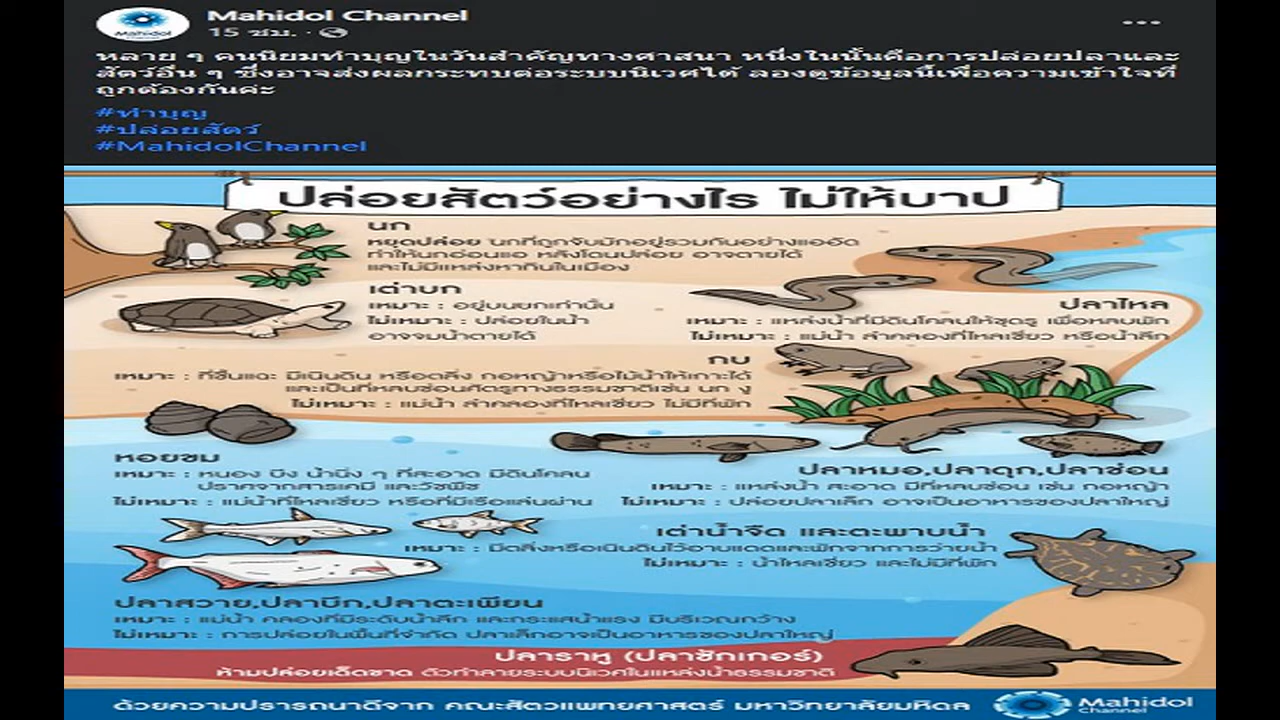 Mahidol Channel
15 ชม.
หลาย ๆ คนนิยมทำบุญในวันสำคัญทางศาสนา หนึ่งในนั้นคือการปล่อยปลาและ
สัตว์อื่น ๆ ซึ่งอาจส่งผลกระทบต่อระบบนิเวศได้ ลองดูข้อมูลนี้เพื่อความเข้าใจที่
ถูกต้องกันค่ะ
#ทำบุญ
#ปล่อยสัตว์
#MahidolChannel
ปล่อยสัตว์อย่างไร ไม่ให้บาป
นก
หยุดปล่อย นกที่ถูกจับมักอยู่รวมกันอย่างแออัด
ทำให้นกอ่อนแอ หลังโดนปล่อย อาจตายได้
และไม่มีแหล่งหากินในเมือง
เต่าบก
เหมาะ : อยู่บนบกเท่านั้น
ไม่เหมาะ : ปล่อยในน้ำ
อาจจมน้ำตายได้
ปลาไหล
เหมาะ : แหล่งน้ำที่มีดินโคลนให้ขุดรู เพื่อหลบพัก
ไม่เหมาะ : แม่น้ำ ลำคลองที่ไหลเชี่ยว หรือน้ำลึก
กบ
เหมาะ : ที่ชื้นแฉะ มีเนินดิน หรือตลิ่ง กอหญ้าหรือไม้น้ำให้เกาะได้
และเป็นที่หลบซ่อนศัตรูทางธรรมชาติเช่น นก งู
ไม่เหมาะ : แม่น้ำ ลำคลองที่ไหลเชี่ยว ไม่มีที่พัก
หอยขม
เหมาะ : หนอง บึง น้ำนิ่ง ๆ ที่สะอาด มีดินโคลน
ปราศจากสารเคมี และวัชพืช
ไม่เหมาะ : แม่น้ำที่ไหลเชี่ยว หรือที่มีเรือแล่นผ่าน
ปลาหมอ,ปลาดุก,ปลาช่อน
เหมาะ : แหล่งน้ำ สะอาด มีที่หลบซ่อน เช่น กอหญ้า
ไม่เหมาะ : ปล่อยปลาเล็ก อาจเป็นอาหารของปลาใหญ่
เต่าน้ำจืด และตะพาบน้ำ
เหมาะ : มีตลิ่งหรือเนินดินไว้อาบแดดและพักจากการว่ายน้ำ
ไม่เหมาะ : น้ำไหลเชี่ยว และไม่มีที่พัก
ปลาสวาย,ปลาบึก,ปลาตะเพียน
เหมาะ : แม่น้ำ คลองที่มีระดับน้ำลึก และกระแสน้ำแรง มีบริเวณกว้าง
ไม่เหมาะ : การปล่อยในพื้นที่จำกัด ปลาเล็กอาจเป็นอาหารของปลาใหญ่
ปลาราหู (ปลาซักเกอร์)
ห้ามปล่อยเด็ดขาด ตัวทำลายระบบนิเวศในแหล่งน้ำธรรมชาติ
ด้วยความปรารถนาดีจาก คณะสัตวแพทยศาสตร์ มหาวิทยาลัยมหิดล
Mahidol
Channel